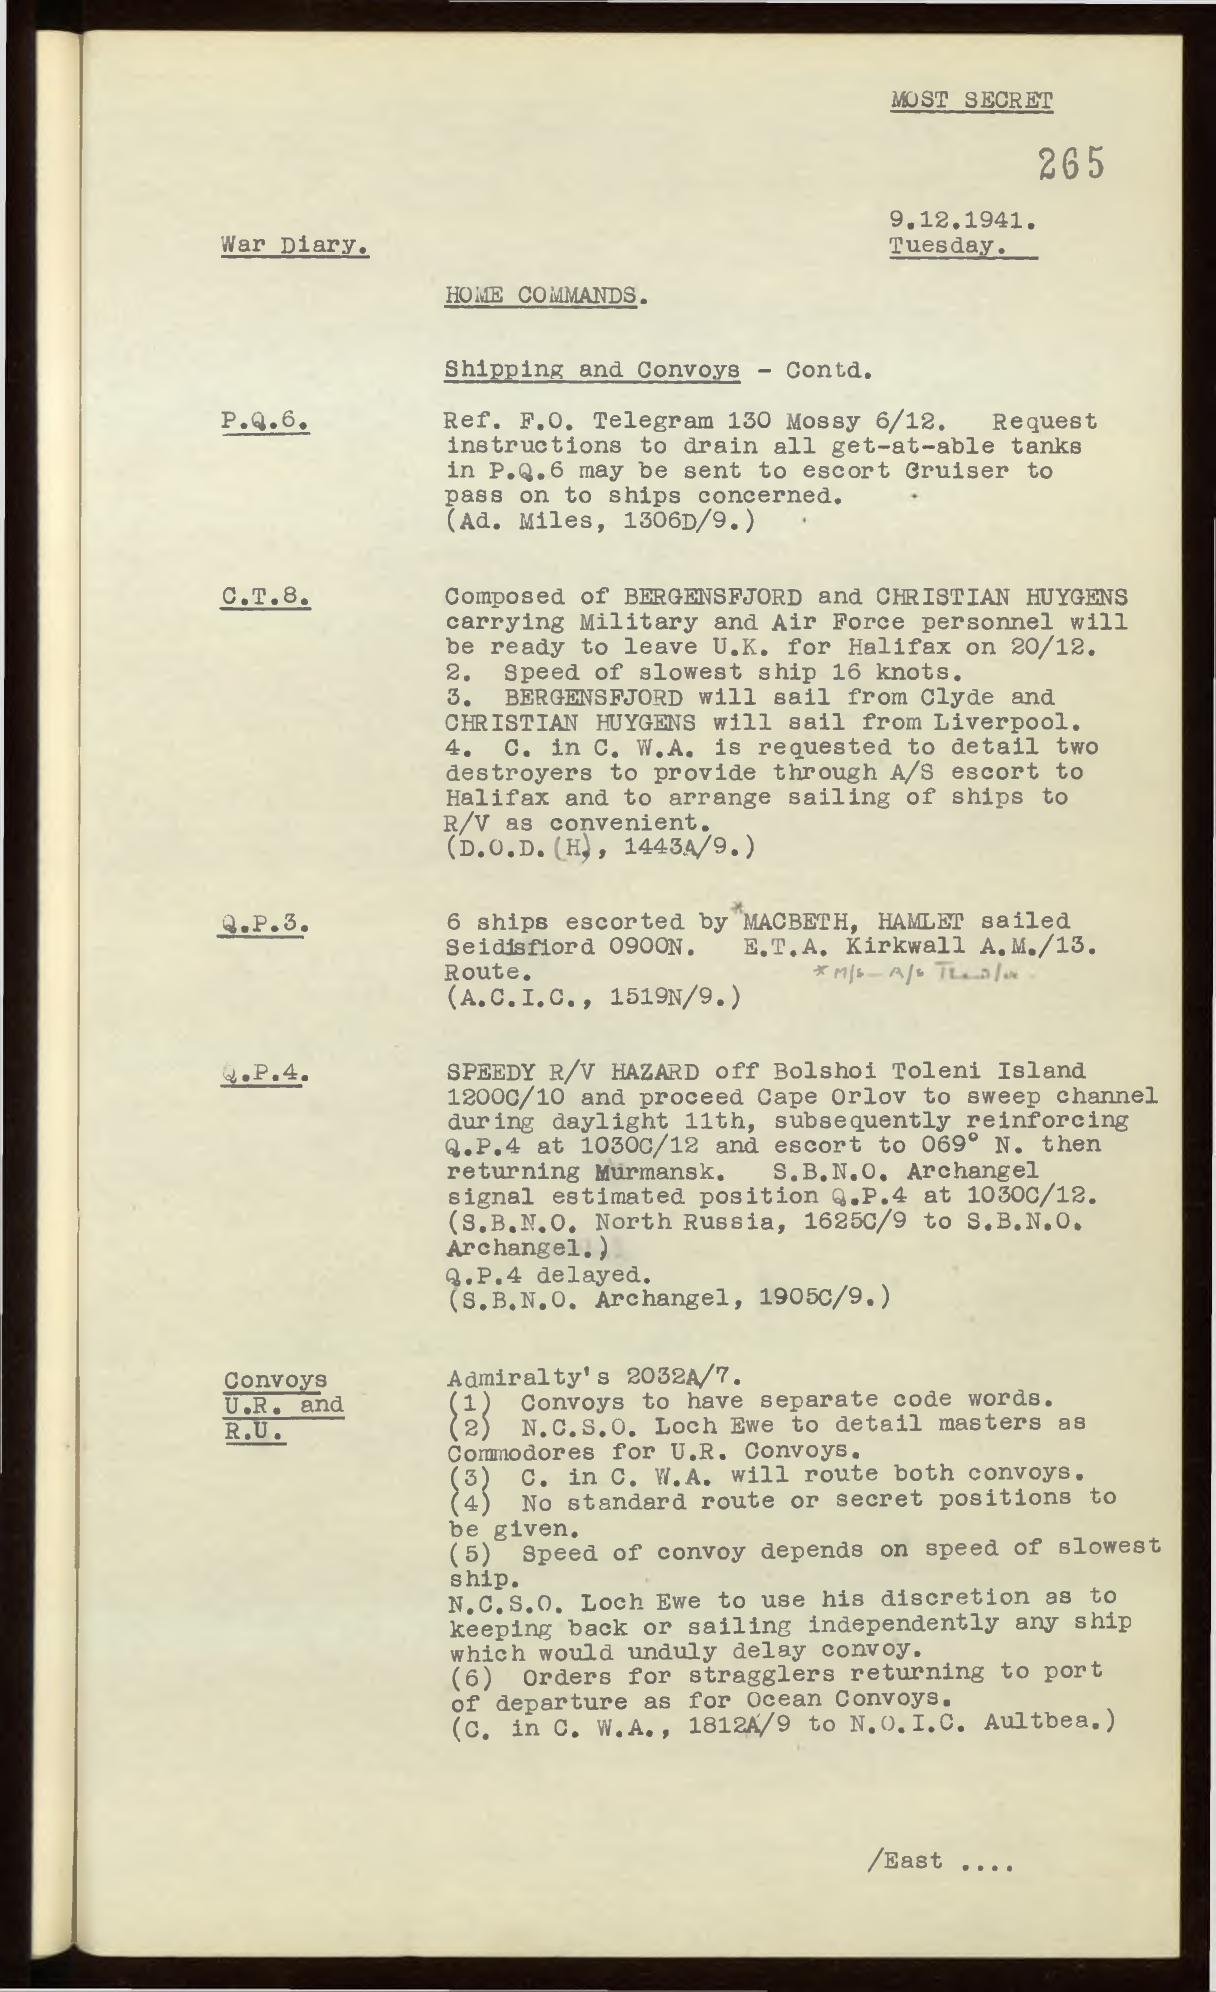 MOST SECRET
265
9.12.1941.
War Diary.
Tuesday.
HOME COMMANDS.
Shipping and Convoys - Contd.
P.Q.6.
Ref. F.O. Telegram 130 Mossy 6/12. Request
instructions to drain all get-at-able tanks
in P.Q.6 may be sent to escort Cruiser to
pass on to ships concerned.
(Ad. Miles, 1306D/9.)
C.T.8.
Composed of BERGENSFJORD and CHRISTIAN HUYGENS
carrying Military and Air Force personnel will
be ready to leave U.K. for Halifax on 20/12.
2. Speed of slowest ship 16 knots.
3. BERGENSFJORD will sail from Clyde and
CHRISTIAN HUYGENS will sail from Liverpool.
4. C. in C. W.A. is requested to detail two
destroyers to provide through A/S escort to
Halifax and to arrange sailing of ships to
R/V as convenient.
(D.O.D.(H), 1443A/9.)
Q.P.3.
6 ships escorted by *MACBETH, HAMLET sailed
Seidisfiord 0900N. E.T.A. Kirkwall A.M./13.
Route. * M/S - A/S
(A.C.I.C., 1519N/9.)
Q.P.4.
SPEEDY R/V HAZARD off Bolshoi Toleni Island
1200C/10 and proceed Cape Orlov to sweep channel
during daylight 11th, subsequently reinforcing
Q.P.4 at 1030C/12 and escort to 069° N. then
returning Murmansk. S.B.N.O. Archangel
signal estimated position Q.P.4 at 1030C/12.
(S.B.N.O. North Russia, 1625C/9 to S.B.N.O.
Archangel.)
Q.P.4 delayed.
(S.B.N.O. Archangel, 1905C/9.)
Convoys
U.R. and
R.U.
Admiralty's 2032A/7.
(1) Convoys to have separate code words.
(2) N.C.S.O. Loch Ewe to detail masters as
Commodores for U.R. Convoys.
(3) C. in C. W.A. will route both convoys.
(4) No standard route or secret positions to
be given.
(5) Speed of convoy depends on speed of slowest
ship.
N.C.S.O. Loch Ewe to use his discretion as to
keeping back or sailing independently any ship
which would unduly delay convoy.
(6) Orders for stragglers returning to port
of departure as for Ocean Convoys.
(C. in C. W.A., 1812A/9 to N.O.I.C. Aultbea.)
/East ....